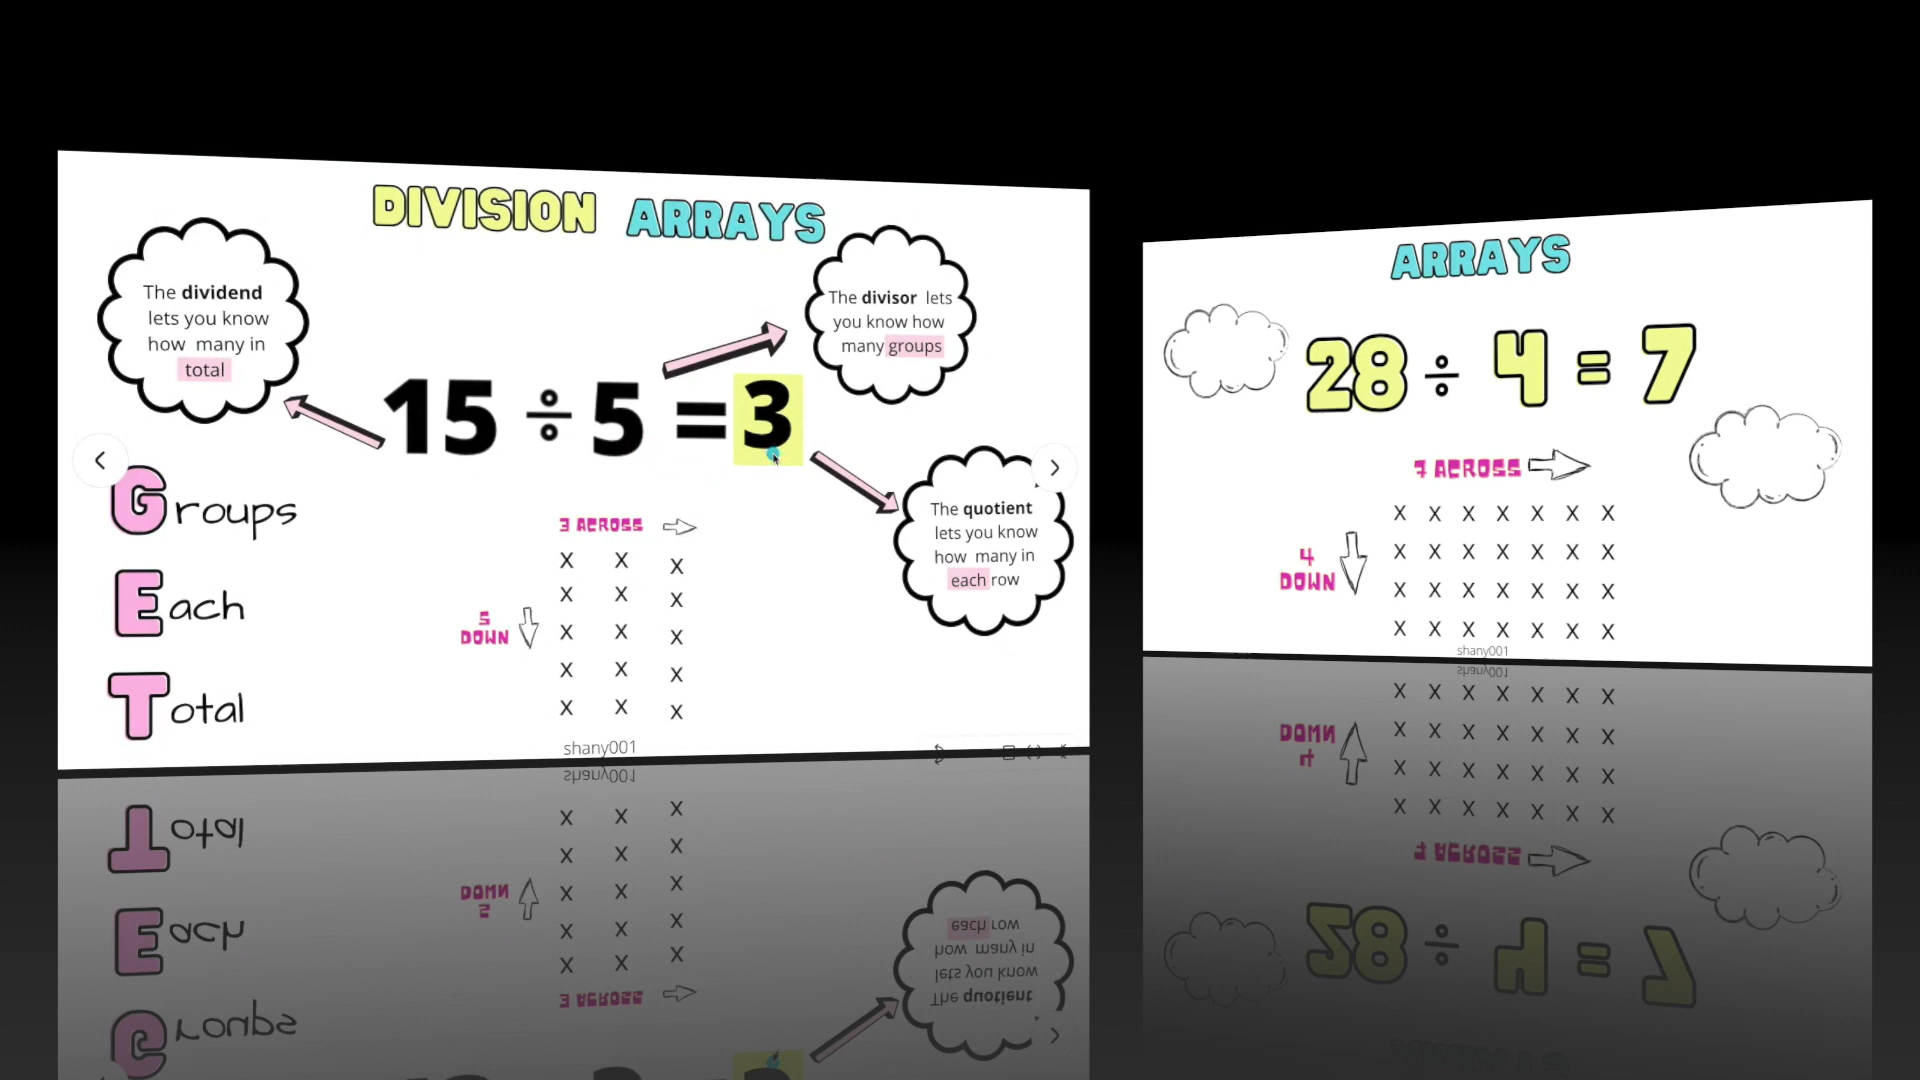 DIVISION ARRAYS
The dividend
lets you know
how many in
total
The divisor lets
you know how
many groups
15 ÷ 5 = 3
The quotient
lets you know
how many in
each row
Groups
Each
Total
3 ACROSS
5
DOWN
X X X
X X X
X X X
X X X
X X X
shany001
ARRAYS
28 ÷ 4 = 7
7 ACROSS
4
DOWN
X X X X X X X
X X X X X X X
X X X X X X X
X X X X X X X
shany001